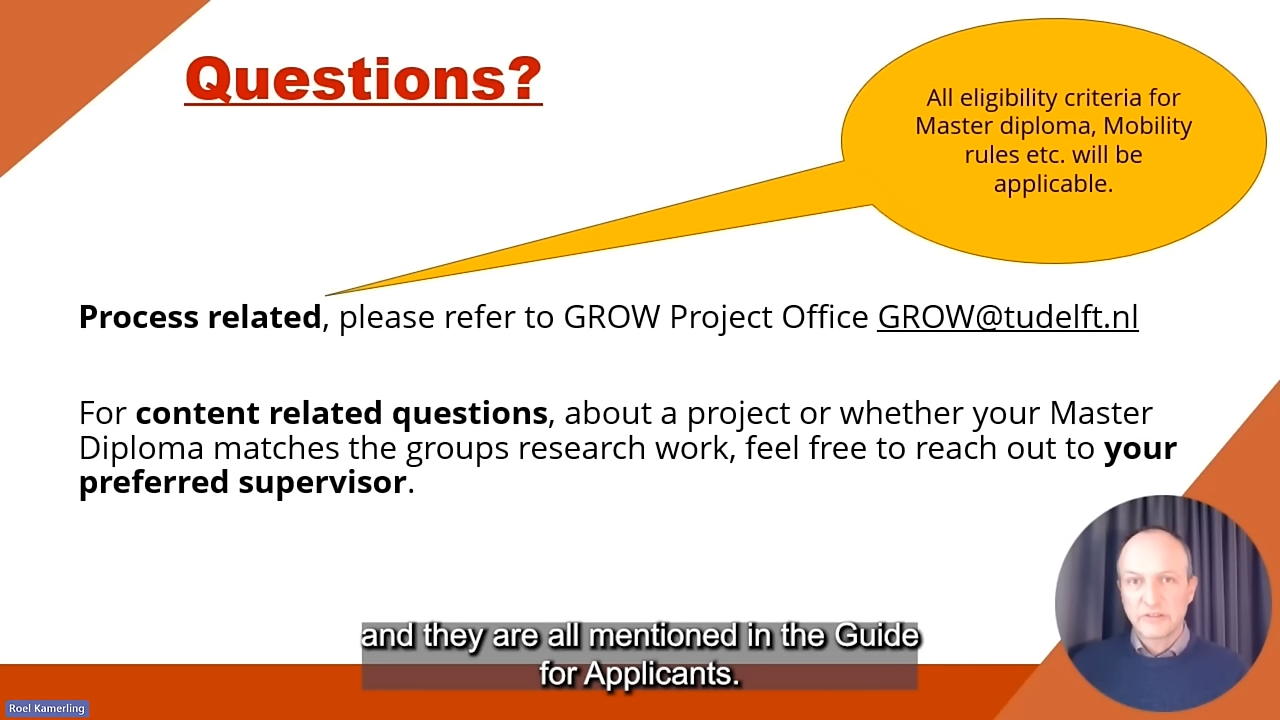 Questions?
All eligibility criteria for
Master diploma, Mobility
rules etc. will be
applicable.
Process related, please refer to GROW Project Office GROW@tudelft.nl
For content related questions, about a project or whether your Master
Diploma matches the groups research work, feel free to reach out to your
preferred supervisor.
and they are all mentioned in the Guide
for Applicants.
Roel Kamerling